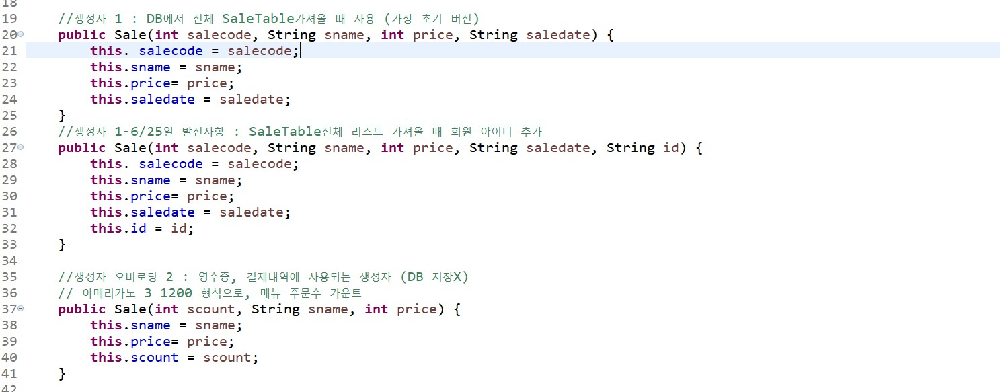 18
19 //생성자 1 : DB에서 전체 SaleTable가져올 때 사용 (가장 초기 버전)
20 public Sale(int salecode, String sname, int price, String saledate) {
21 this. salecode = salecode;
22 this.sname = sname;
23 this.price= price;
24 this.saledate = saledate;
25 }
26 //생성자 1-6/25일 발전사항 : SaleTable전체 리스트 가져올 때 회원 아이디 추가
27 public Sale(int salecode, String sname, int price, String saledate, String id) {
28 this. salecode = salecode;
29 this.sname = sname;
30 this.price= price;
31 this.saledate = saledate;
32 this.id = id;
33 }
34
35 //생성자 오버로딩 2 : 영수증, 결제내역에 사용되는 생성자 (DB 저장X)
36 // 아메리카노 3 1200 형식으로, 메뉴 주문수 카운트
37 public Sale(int scount, String sname, int price) {
38 this.sname = sname;
39 this.price= price;
40 this.scount = scount;
41 }
42